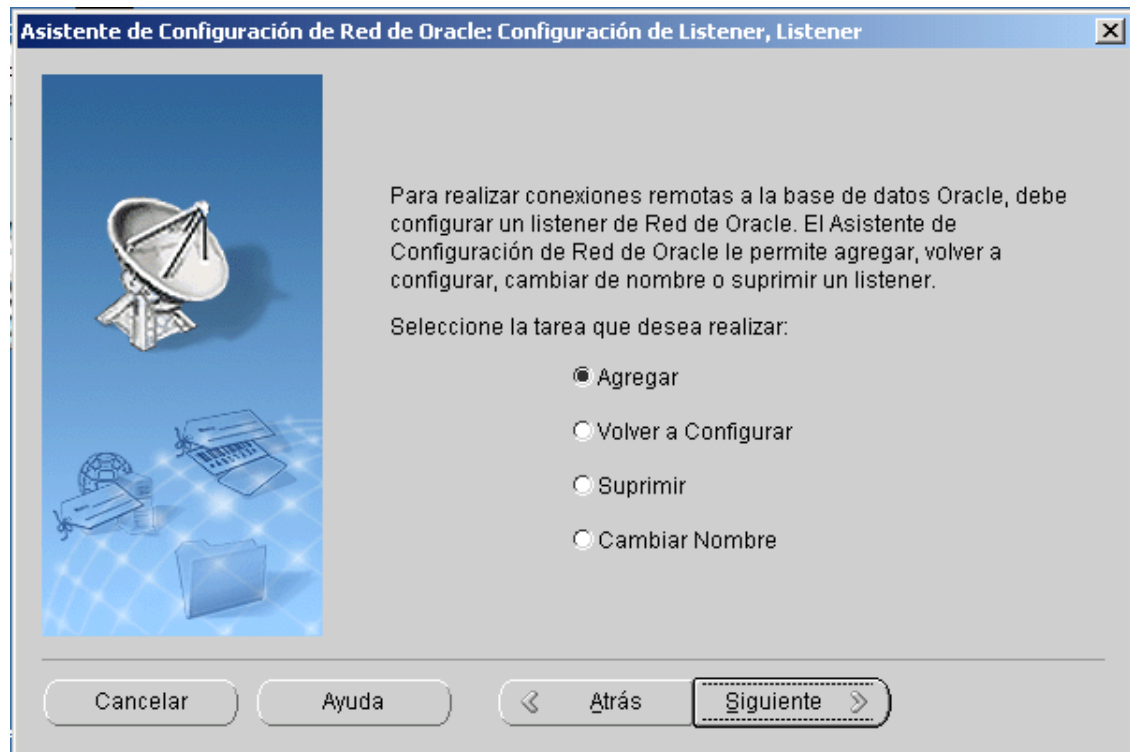 Asistente de Configuración de Red de Oracle: Configuración de Listener, Listener
Para realizar conexiones remotas a la base de datos Oracle, debe
configurar un listener de Red de Oracle. El Asistente de
Configuración de Red de Oracle le permite agregar, volver a
configurar, cambiar de nombre o suprimir un listener.
Seleccione la tarea que desea realizar:
Agregar
Volver a Configurar
Suprimir
Cambiar Nombre
Cancelar
Ayuda
Atrás
Siguiente